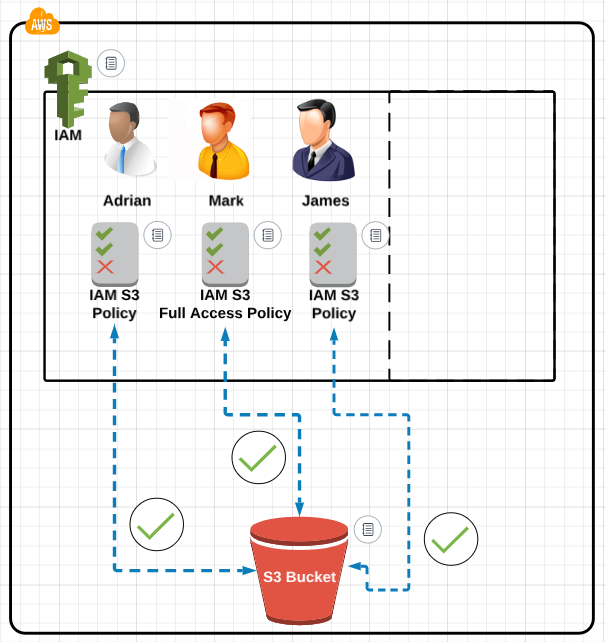 AWS
IAM
Adrian
Mark
James
IAM S3
Policy
IAM S3
Full Access Policy
IAM S3
Policy
S3 Bucket